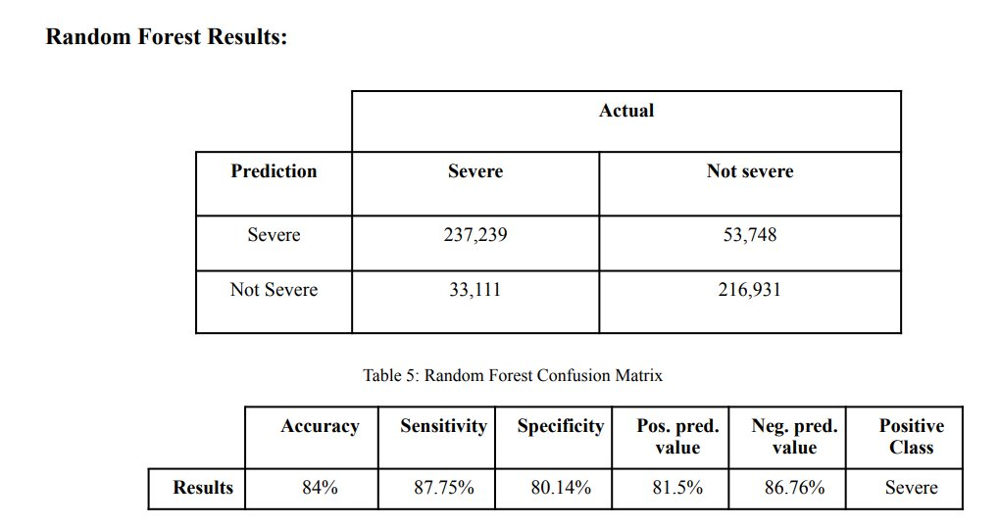 Random Forest Results:
Actual
Prediction Severe Not severe
Severe 237,239 53,748
Not Severe 33,111 216,931
Table 5: Random Forest Confusion Matrix
Accuracy Sensitivity Specificity Pos. pred. value Neg. pred. value Positive Class
Results 84% 87.75% 80.14% 81.5% 86.76% Severe